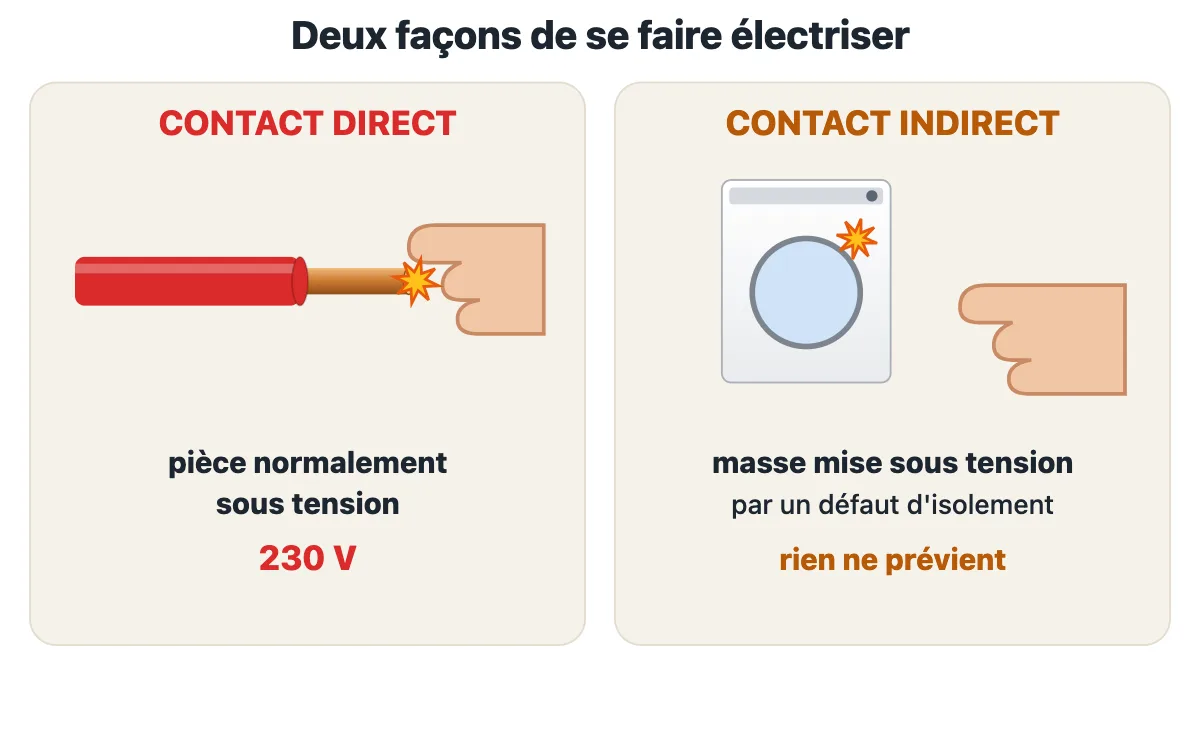 Deux façons de se faire électriser
CONTACT DIRECT
pièce normalement
sous tension
230 V
CONTACT INDIRECT
masse mise sous tension
par un défaut d'isolement
rien ne prévient